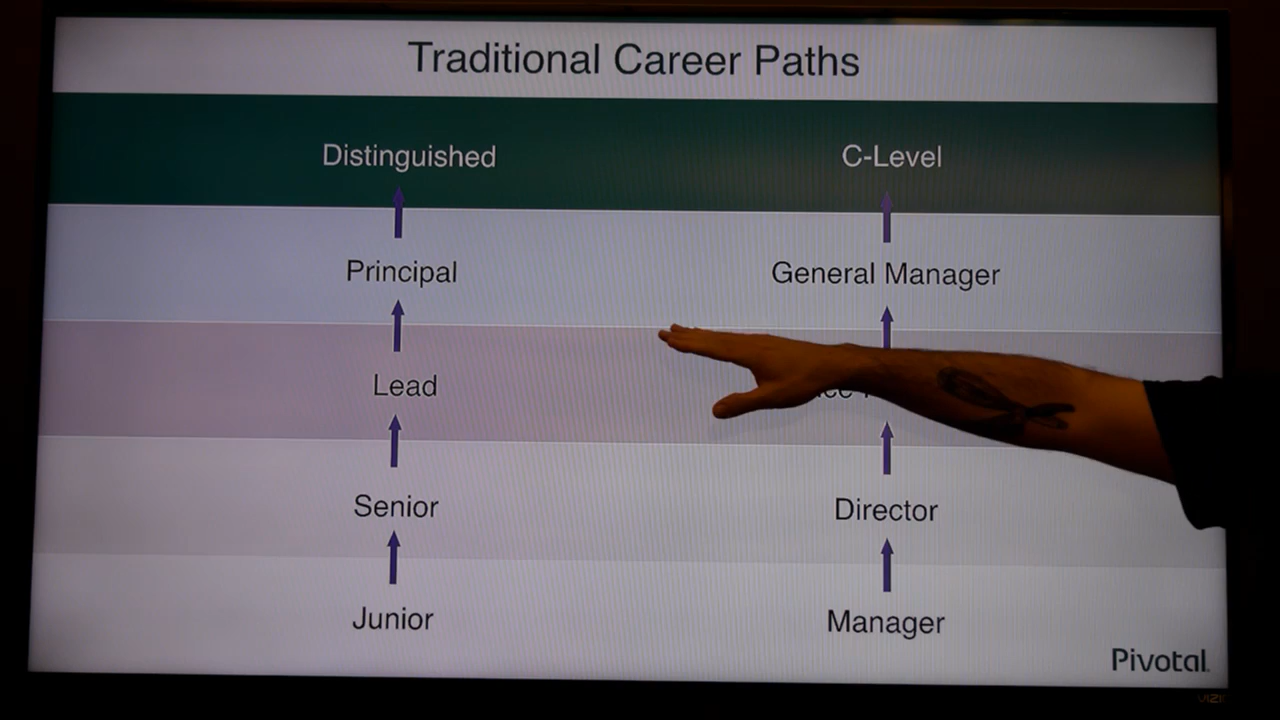 Traditional Career Paths
Distinguished C-Level
Principal General Manager
Lead
Senior Director
Junior Manager
Pivotal